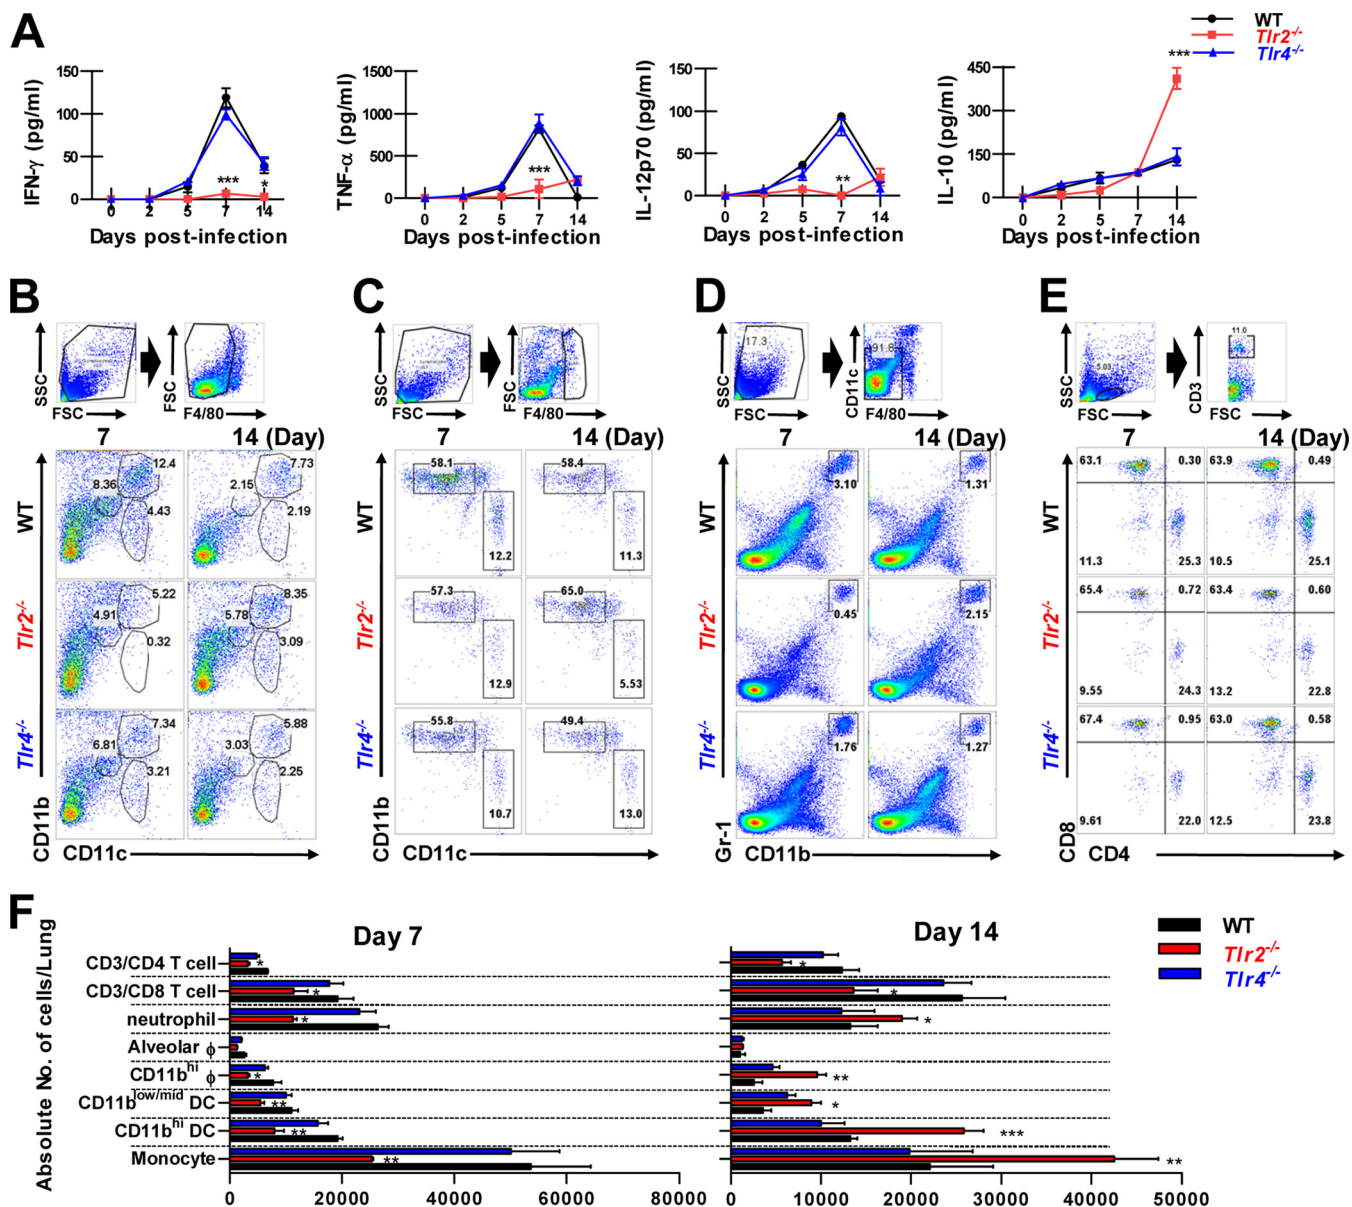 A
WT
Tlr2-/-
Tlr4-/-
IFN-γ (pg/ml)
150
100
50
0
0 2 5 7 14
*** *
Days post-infection
TNF-α (pg/ml)
1500
1000
500
0
0 2 5 7 14
***
Days post-infection
IL-12p70 (pg/ml)
150
100
50
0
0 2 5 7 14
**
Days post-infection
IL-10 (pg/ml)
450
300
150
0
0 2 5 7 14
***
Days post-infection
B
SSC
FSC
FSC
F4/80
7 14 (Day)
WT
12.4
8.36
4.43
7.73
2.15
2.19
Tlr2-/-
5.22
4.91
0.32
8.35
5.78
3.09
Tlr4-/-
7.34
6.81
3.21
5.88
3.03
2.25
CD11b
CD11c
C
SSC
FSC
FSC
F4/80
7 14 (Day)
WT
58.1
12.2
58.4
11.3
Tlr2-/-
57.3
12.9
65.0
5.53
Tlr4-/-
55.8
10.7
49.4
13.0
CD11b
CD11c
D
SSC
17.3
FSC
CD11c
91.8
F4/80
7 14 (Day)
WT
3.10
1.31
Tlr2-/-
0.45
2.15
Tlr4-/-
1.76
1.27
Gr-1
CD11b
E
SSC
5.03
FSC
CD3
11.0
FSC
7 14 (Day)
WT
63.1 0.30
11.3 25.3
63.9 0.49
10.5 25.1
Tlr2-/-
65.4 0.72
9.55 24.3
63.4 0.60
13.2 22.8
Tlr4-/-
67.4 0.95
9.61 22.0
63.0 0.58
12.5 23.8
CD8
CD4
F
Absolute No. of cells/Lung
Day 7
Day 14
WT
Tlr2-/-
Tlr4-/-
CD3/CD4 T cell * *
CD3/CD8 T cell * *
neutrophil * *
Alveolar ϕ
CD11bhi ϕ * **
CD11blow/mid DC ** *
CD11bhi DC ** ***
Monocyte ** **
0 20000 40000 60000 80000
0 10000 20000 30000 40000 50000